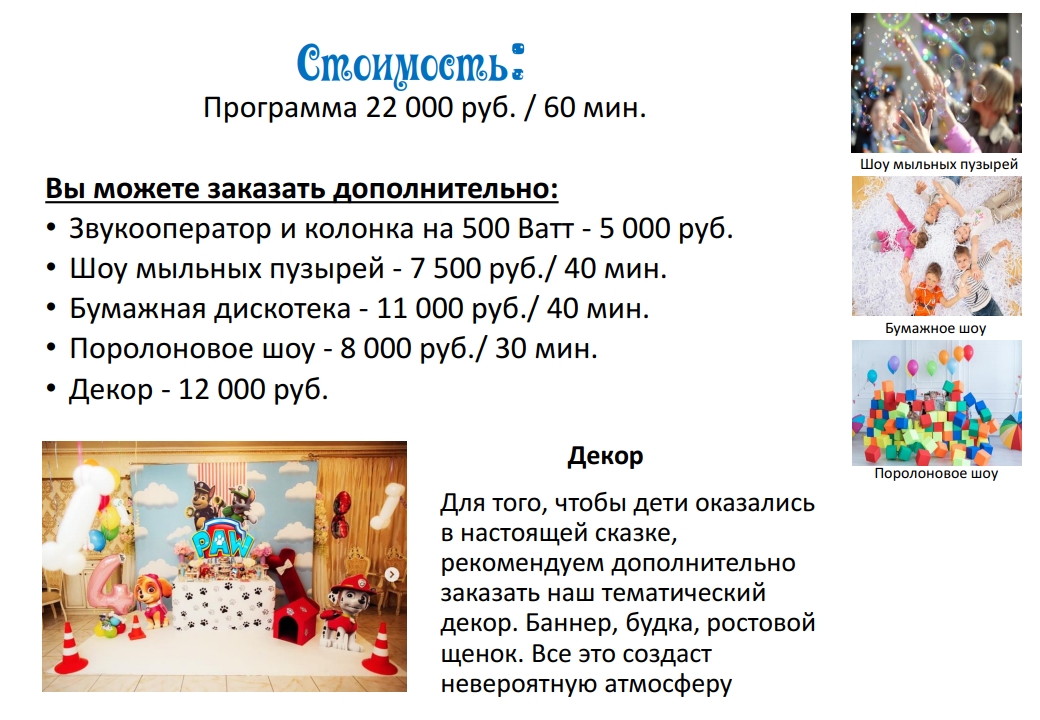 Стоимость:
Программа 22 000 руб. / 60 мин.
Вы можете заказать дополнительно:
• Звукооператор и колонка на 500 Ватт - 5 000 руб.
• Шоу мыльных пузырей - 7 500 руб./ 40 мин.
• Бумажная дискотека - 11 000 руб./ 40 мин.
• Поролоновое шоу - 8 000 руб./ 30 мин.
• Декор - 12 000 руб.
Шоу мыльных пузырей
Бумажное шоу
Поролоновое шоу
PAW
4
Декор
Для того, чтобы дети оказались
в настоящей сказке,
рекомендуем дополнительно
заказать наш тематический
декор. Баннер, будка, ростовой
щенок. Все это создаст
невероятную атмосферу